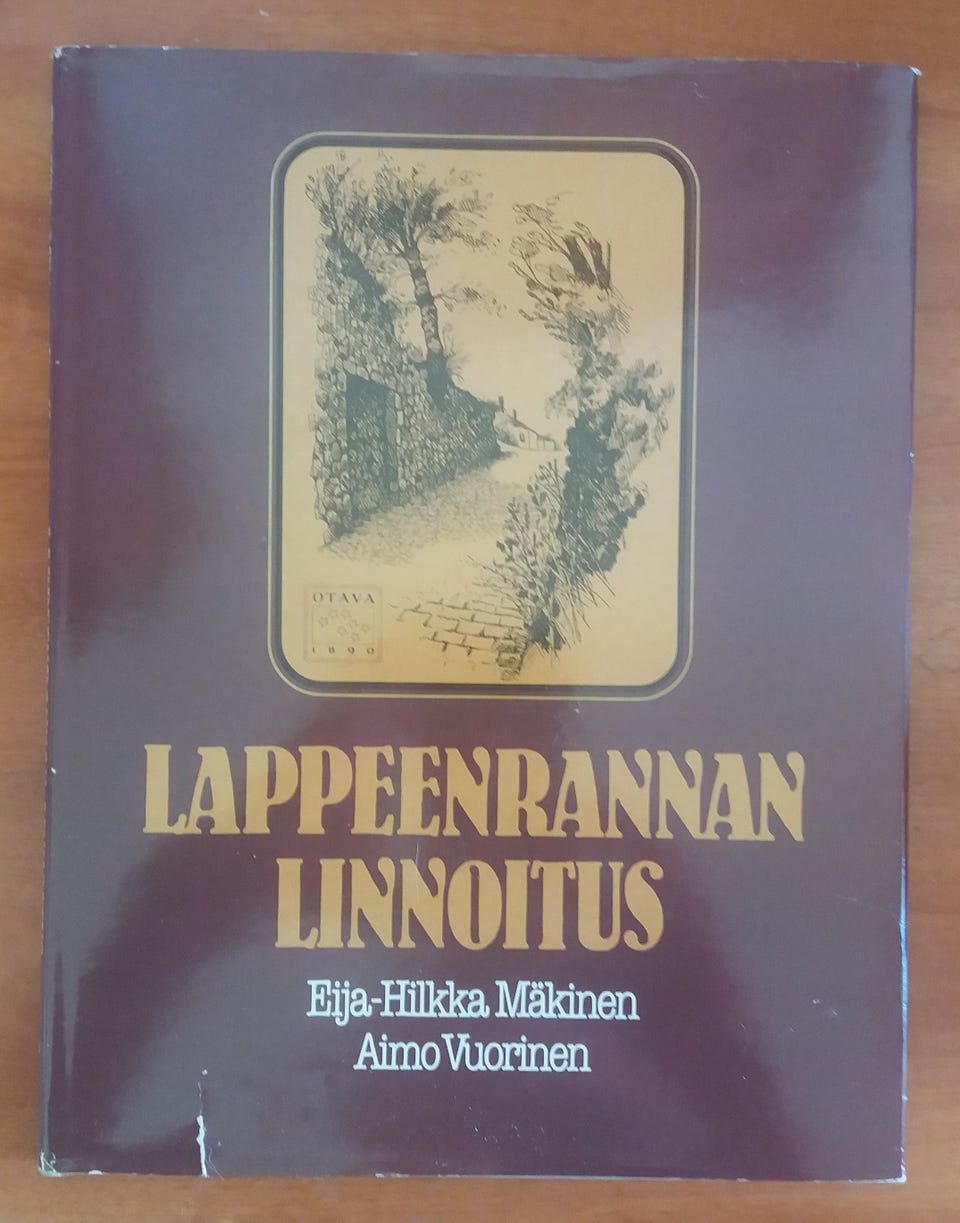 OTAVA
1890
LAPPEENRANNAN
LINNOITUS
Eija-Hilkka Mäkinen
Aimo Vuorinen